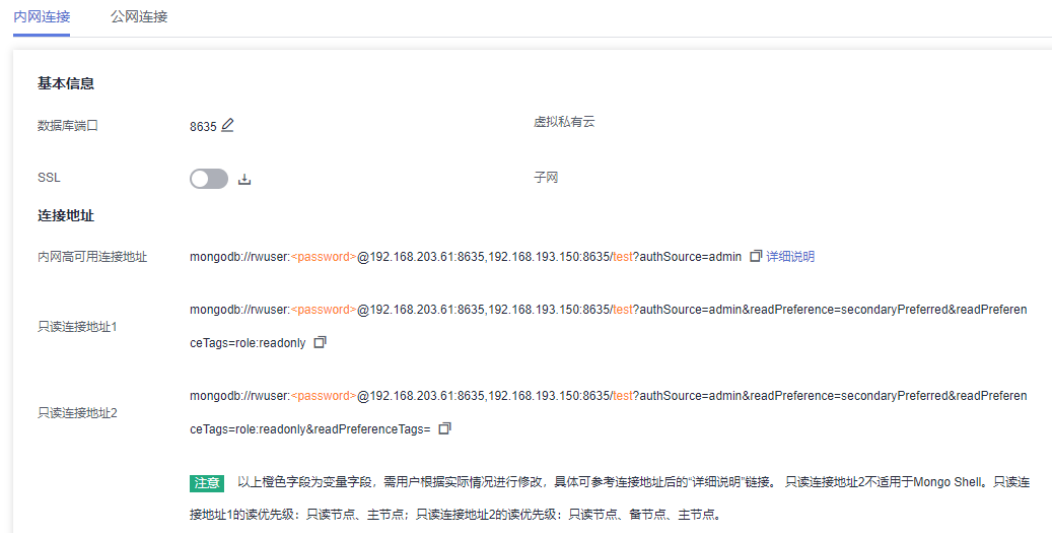 内网连接 公网连接
基本信息
数据库端口 8635 虚拟私有云
SSL 子网
连接地址
内网高可用连接地址 mongodb://rwuser:<password>@192.168.203.61:8635,192.168.193.150:8635/test?authSource=admin 详细说明
mongodb://rwuser:<password>@192.168.203.61:8635,192.168.193.150:8635/test?authSource=admin&readPreference=secondaryPreferred&readPreferen
只读连接地址1
ceTags=role:readonly
mongodb://rwuser:<password>@192.168.203.61:8635,192.168.193.150:8635/test?authSource=admin&readPreference=secondaryPreferred&readPreferen
只读连接地址2
ceTags=role:readonly&readPreferenceTags=
注意 以上橙色字段为变量字段，需用户根据实际情况进行修改，具体可参考连接地址后的“详细说明”链接。 只读连接地址2不适用于Mongo Shell。只读连
接地址1的读优先级：只读节点、主节点；只读连接地址2的读优先级：只读节点、备节点、主节点。